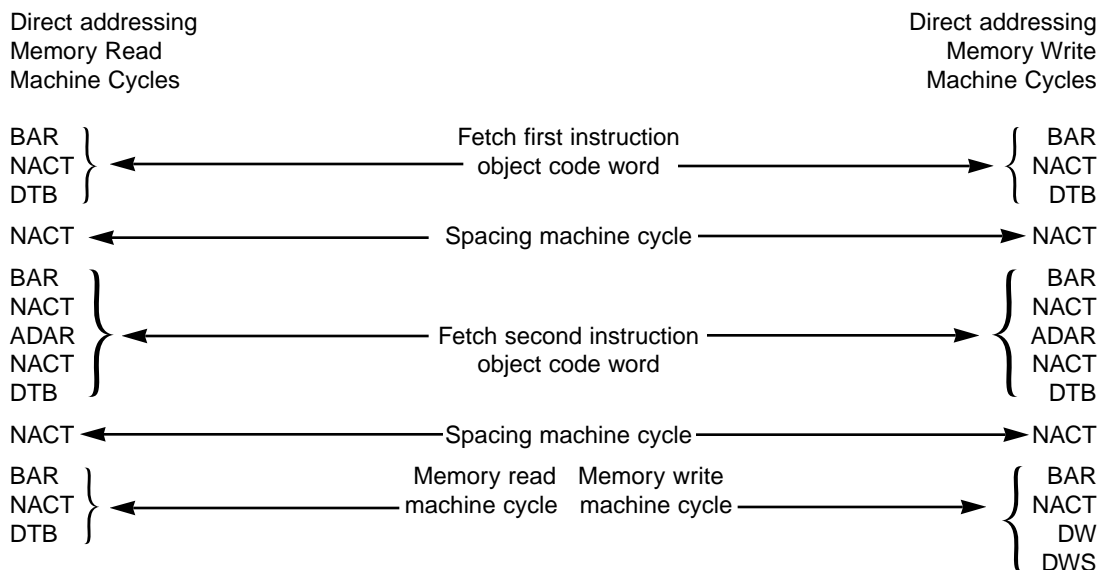 Direct addressing
Memory Read
Machine Cycles
Direct addressing
Memory Write
Machine Cycles
BAR
NACT
DTB
Fetch first instruction
object code word
BAR
NACT
DTB
NACT
Spacing machine cycle
NACT
BAR
NACT
ADAR
NACT
DTB
Fetch second instruction
object code word
BAR
NACT
ADAR
NACT
DTB
NACT
Spacing machine cycle
NACT
BAR
NACT
DTB
Memory read
machine cycle
Memory write
machine cycle
BAR
NACT
DW
DWS